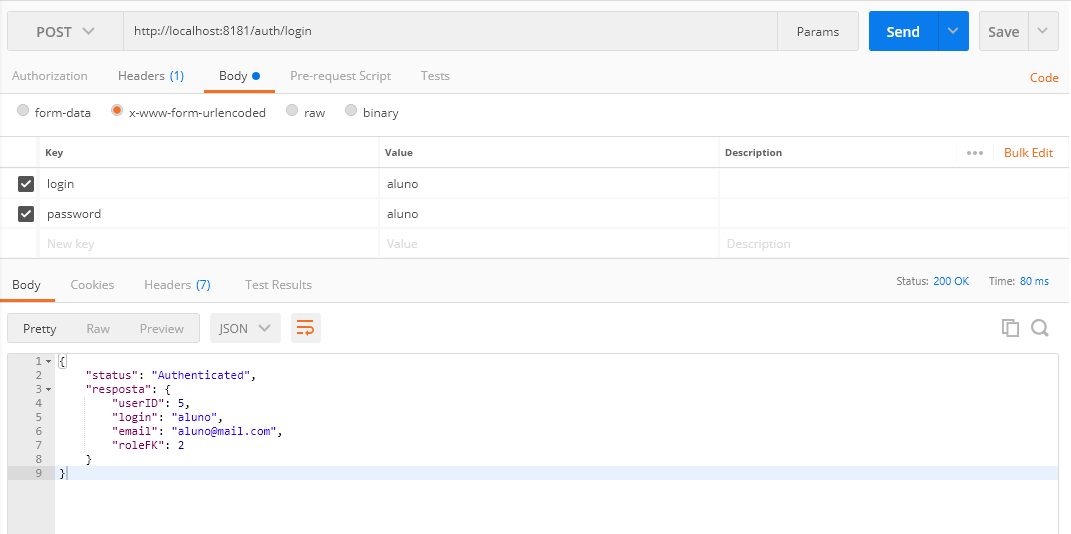 POST http://localhost:8181/auth/login Params Send Save
Authorization Headers (1) Body Pre-request Script Tests Code
form-data x-www-form-urlencoded raw binary
Key Value Description ••• Bulk Edit
login aluno
password aluno
New key Value Description
Body Cookies Headers (7) Test Results Status: 200 OK Time: 80 ms
Pretty Raw Preview JSON
1 {
2 "status": "Authenticated",
3 "resposta": {
4 "userID": 5,
5 "login": "aluno",
6 "email": "aluno@mail.com",
7 "roleFK": 2
8 }
9 }